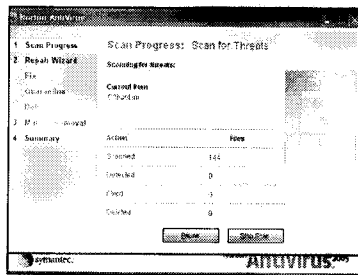 Norton AntiVirus
1 Scan Progress
2 Repair Wizard
Fix
Quarantine
3
4 Summary
Scan Progress: Scan for Threats
Scanning for threats:
Current Item
Action Files
Scanned 144
Detected 0
Fixed 0
Deleted 0
Pause Stop Scan
symantec. AntiVirus 2005